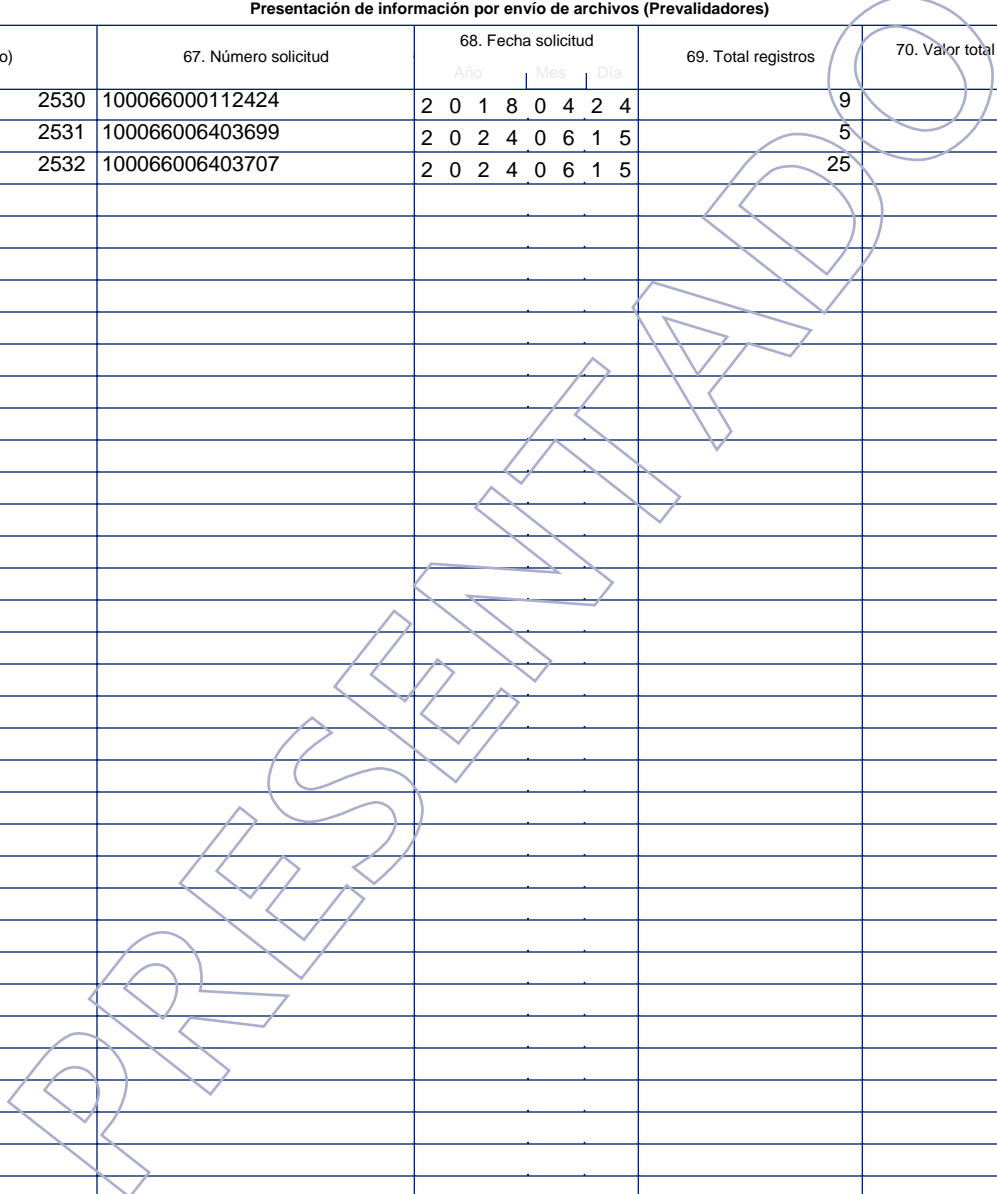 Presentación de información por envío de archivos (Prevalidadores)
o) 67. Número solicitud 68. Fecha solicitud 69. Total registros 70. Valor total
Año Mes Día
2530 100066000112424 2 0 1 8 0 4 2 4 9
2531 100066006403699 2 0 2 4 0 6 1 5 5
2532 100066006403707 2 0 2 4 0 6 1 5 25
PRESENTADO